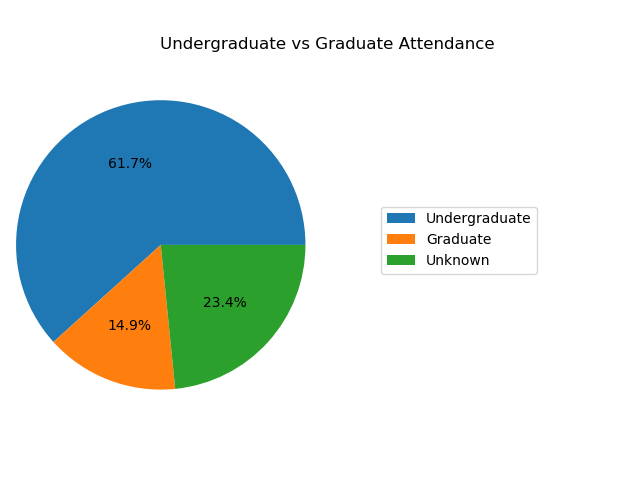 Undergraduate vs Graduate Attendance
61.7%
14.9%
23.4%
Undergraduate
Graduate
Unknown